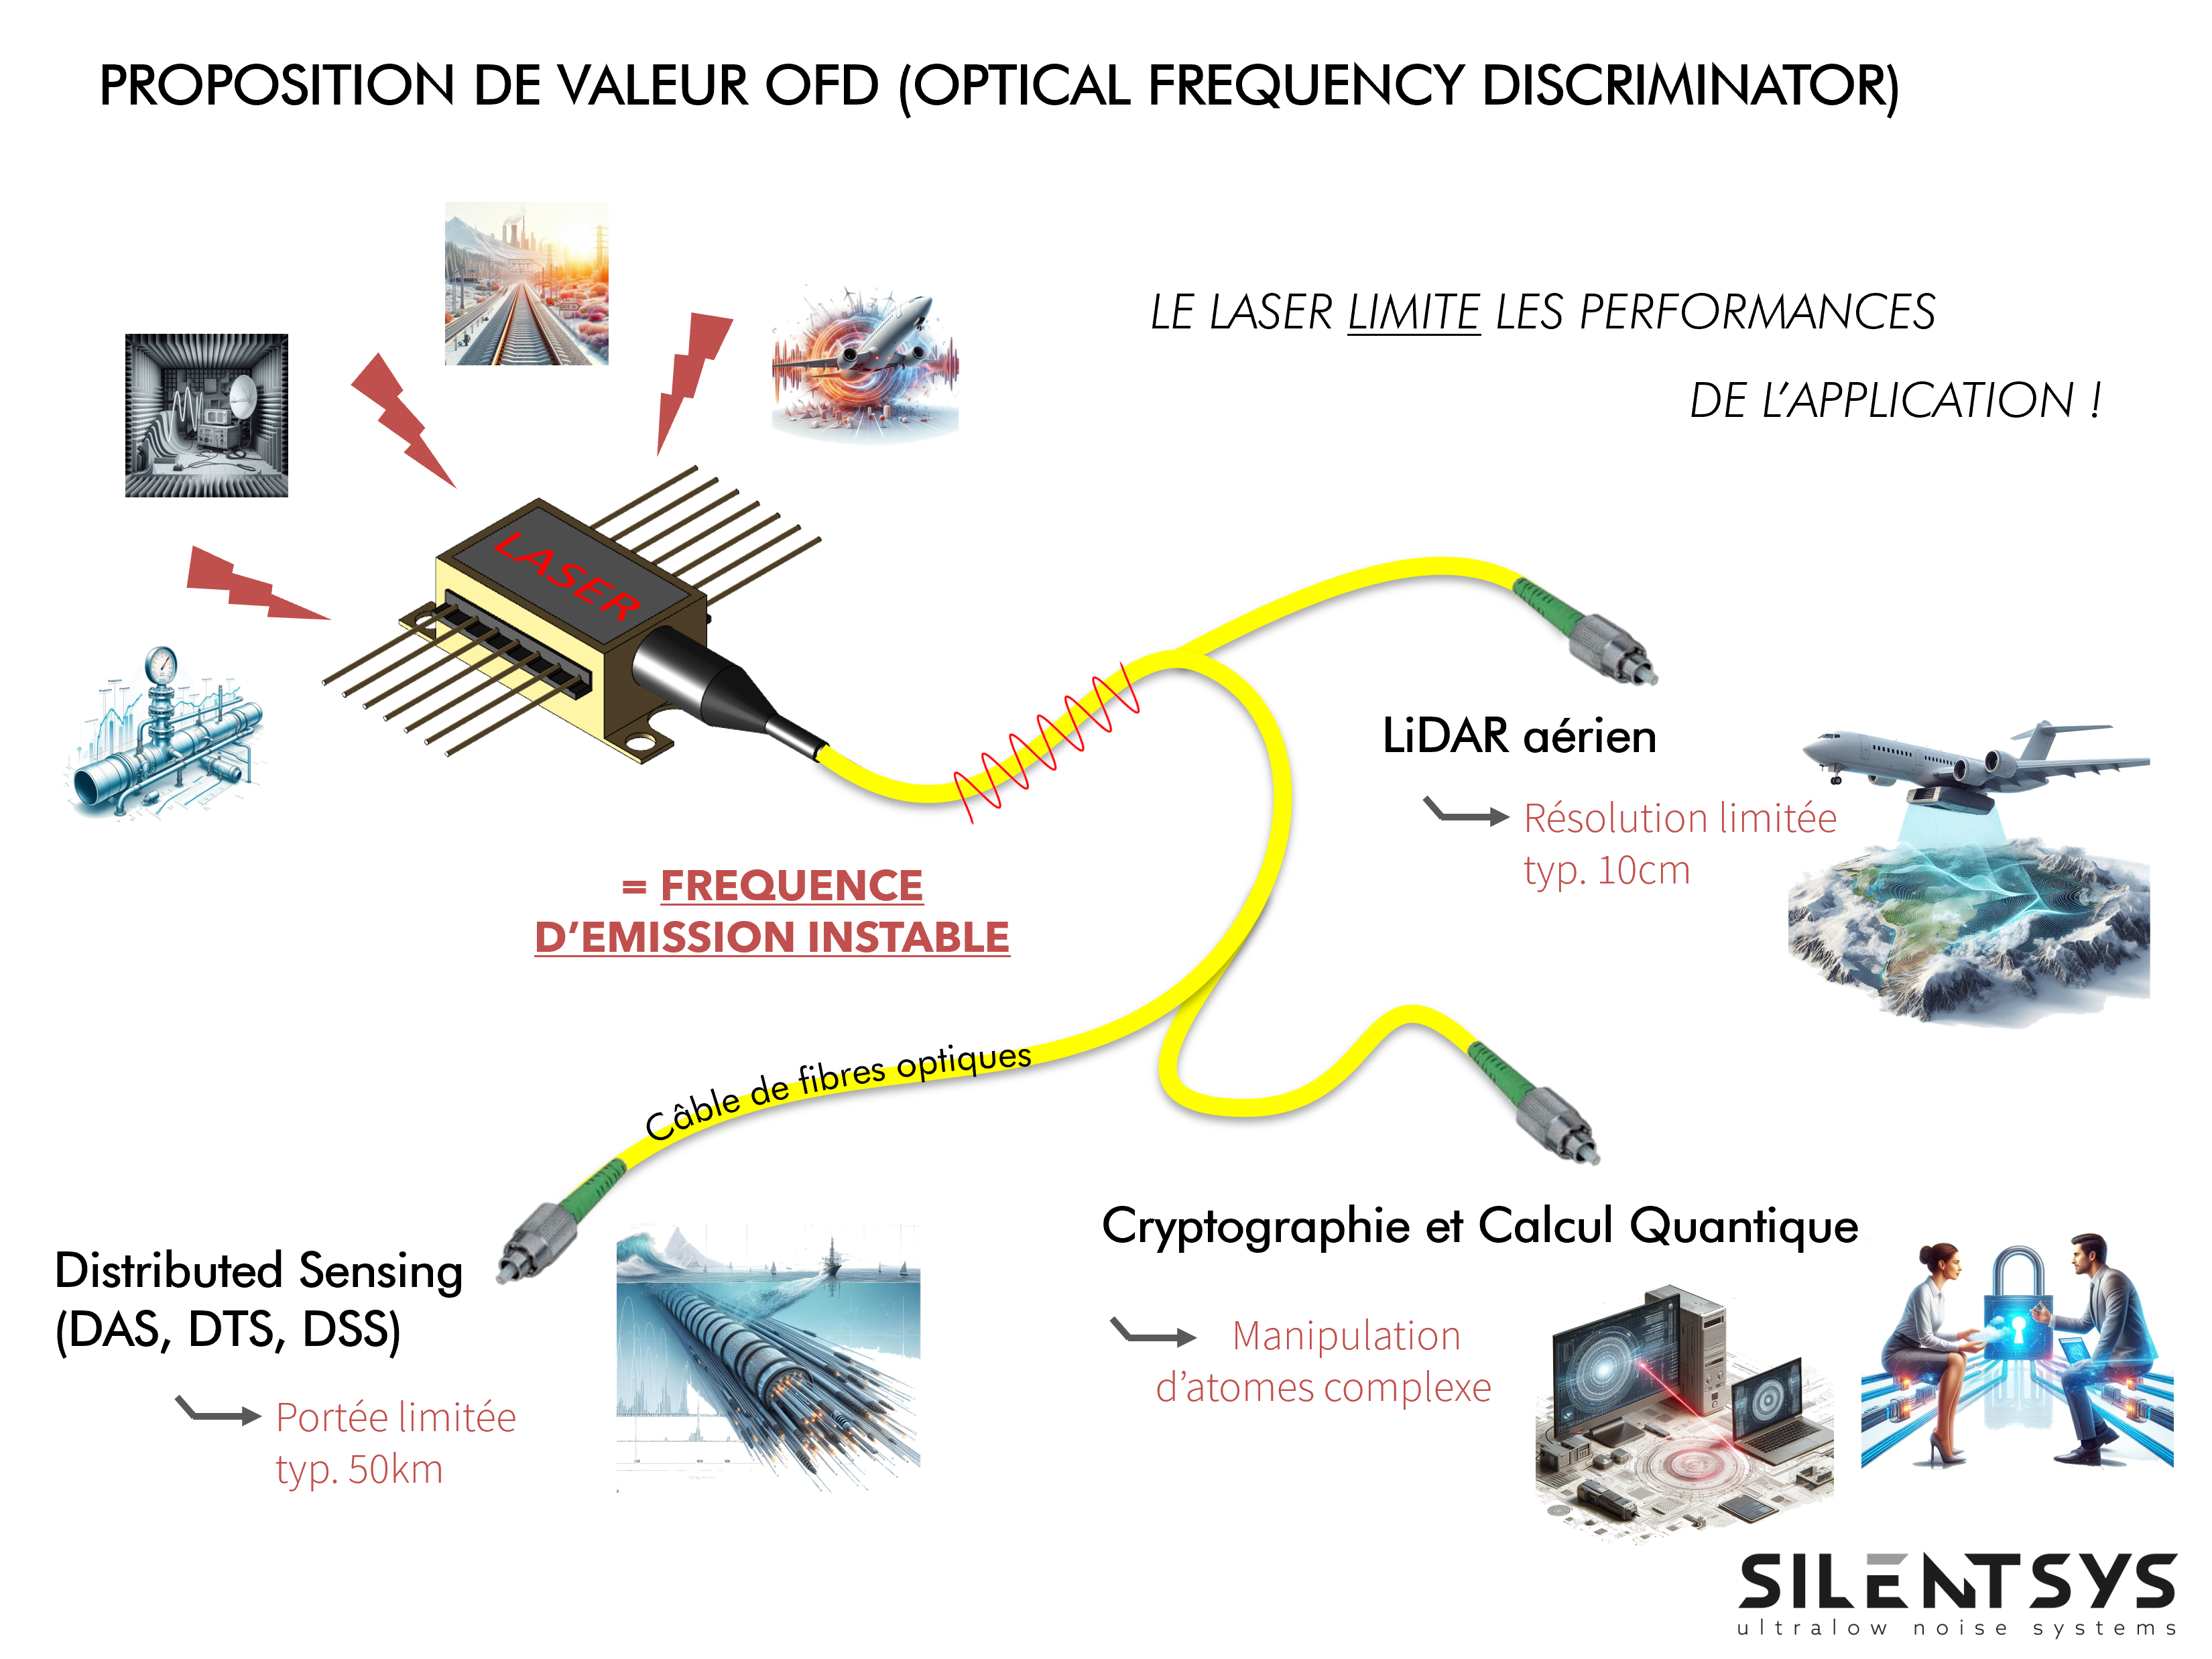 PROPOSITION DE VALEUR OFD (OPTICAL FREQUENCY DISCRIMINATOR)
LE LASER LIMITE LES PERFORMANCES
DE L'APPLICATION !
LASER
LiDAR aérien
Résolution limitée
typ. 10cm
= FREQUENCE
D'EMISSION INSTABLE
Câble de fibres optiques
Distributed Sensing
(DAS, DTS, DSS)
Portée limitée
typ. 50km
Cryptographie et Calcul Quantique
Manipulation
d'atomes complexe
SILENTSYS
ultralow noise systems